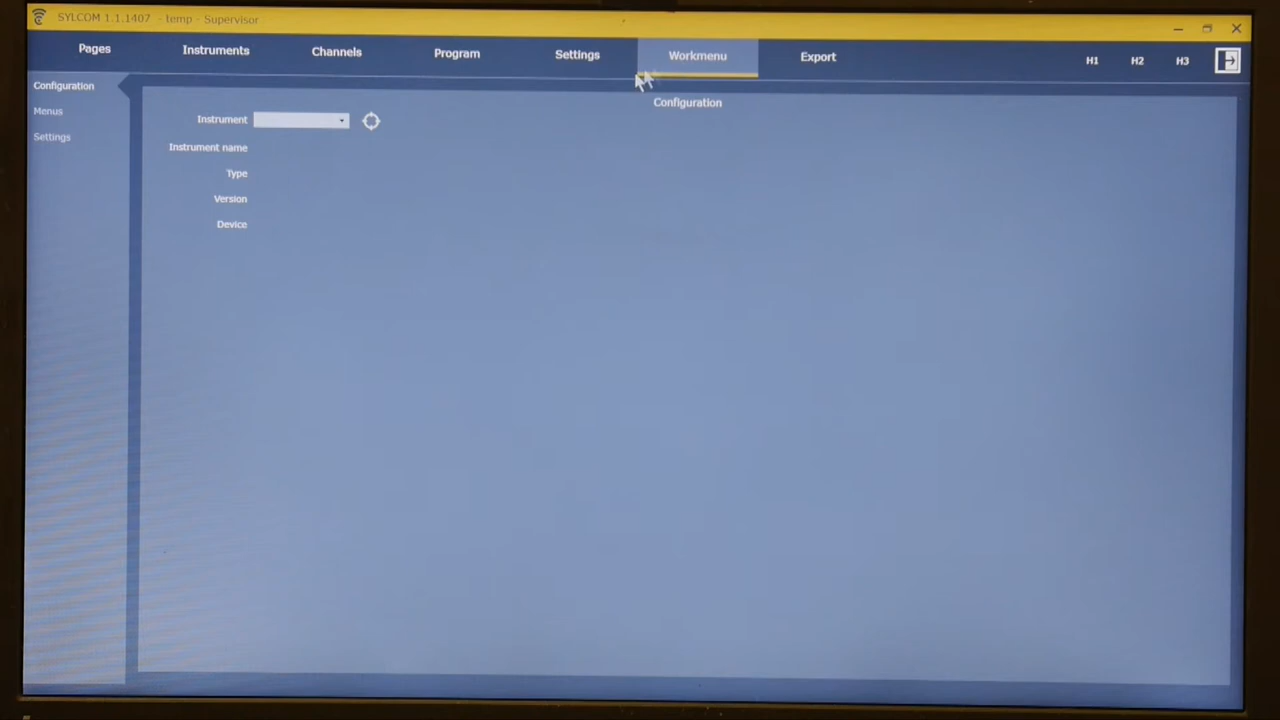 SYLCOM 1.1.1407 - temp - Supervisor
Pages Instruments Channels Program Settings Workmenu Export H1 H2 H3
Configuration
Menus
Settings
Configuration
Instrument
Instrument name
Type
Version
Device